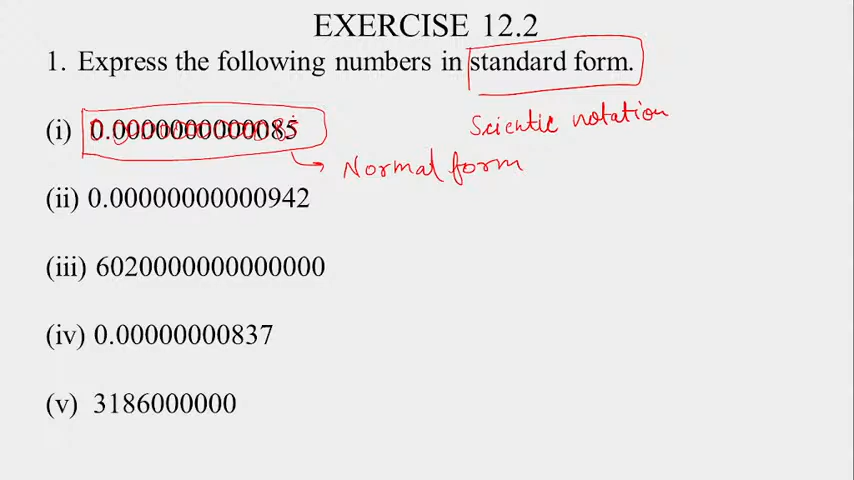 EXERCISE 12.2
1. Express the following numbers in standard form.
Scientic notation
(i) 0.0000000000085
Normal form
(ii) 0.00000000000942
(iii) 6020000000000000
(iv) 0.00000000837
(v) 3186000000